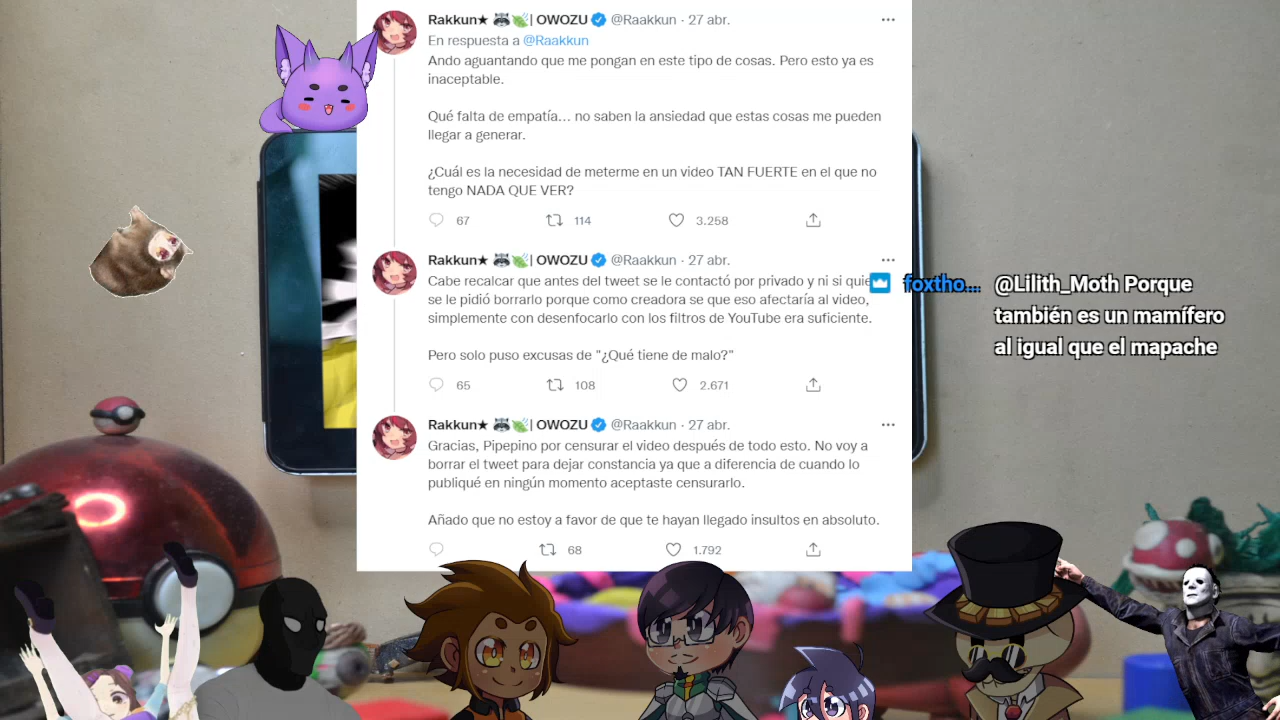 Rakkun★ 🦝🍃| OWOZU @Raakkun · 27 abr.
En respuesta a @Raakkun
Ando aguantando que me pongan en este tipo de cosas. Pero esto ya es
inaceptable.
Qué falta de empatía... no saben la ansiedad que estas cosas me pueden
llegar a generar.
¿Cuál es la necesidad de meterme en un video TAN FUERTE en el que no
tengo NADA QUE VER?
67 114 3.258
Rakkun★ 🦝🍃| OWOZU @Raakkun · 27 abr.
Cabe recalcar que antes del tweet se le contactó por privado y ni si quie
se le pidió borrarlo porque como creadora se que eso afectaría al video,
simplemente con desenfocarlo con los filtros de YouTube era suficiente.
Pero solo puso excusas de "¿Qué tiene de malo?"
65 108 2.671
Rakkun★ 🦝🍃| OWOZU @Raakkun · 27 abr.
Gracias, Pipepino por censurar el video después de todo esto. No voy a
borrar el tweet para dejar constancia ya que a diferencia de cuando lo
publiqué en ningún momento aceptaste censurarlo.
Añado que no estoy a favor de que te hayan llegado insultos en absoluto.
68 1.792
foxtho... @Lilith_Moth Porque
también es un mamífero
al igual que el mapache